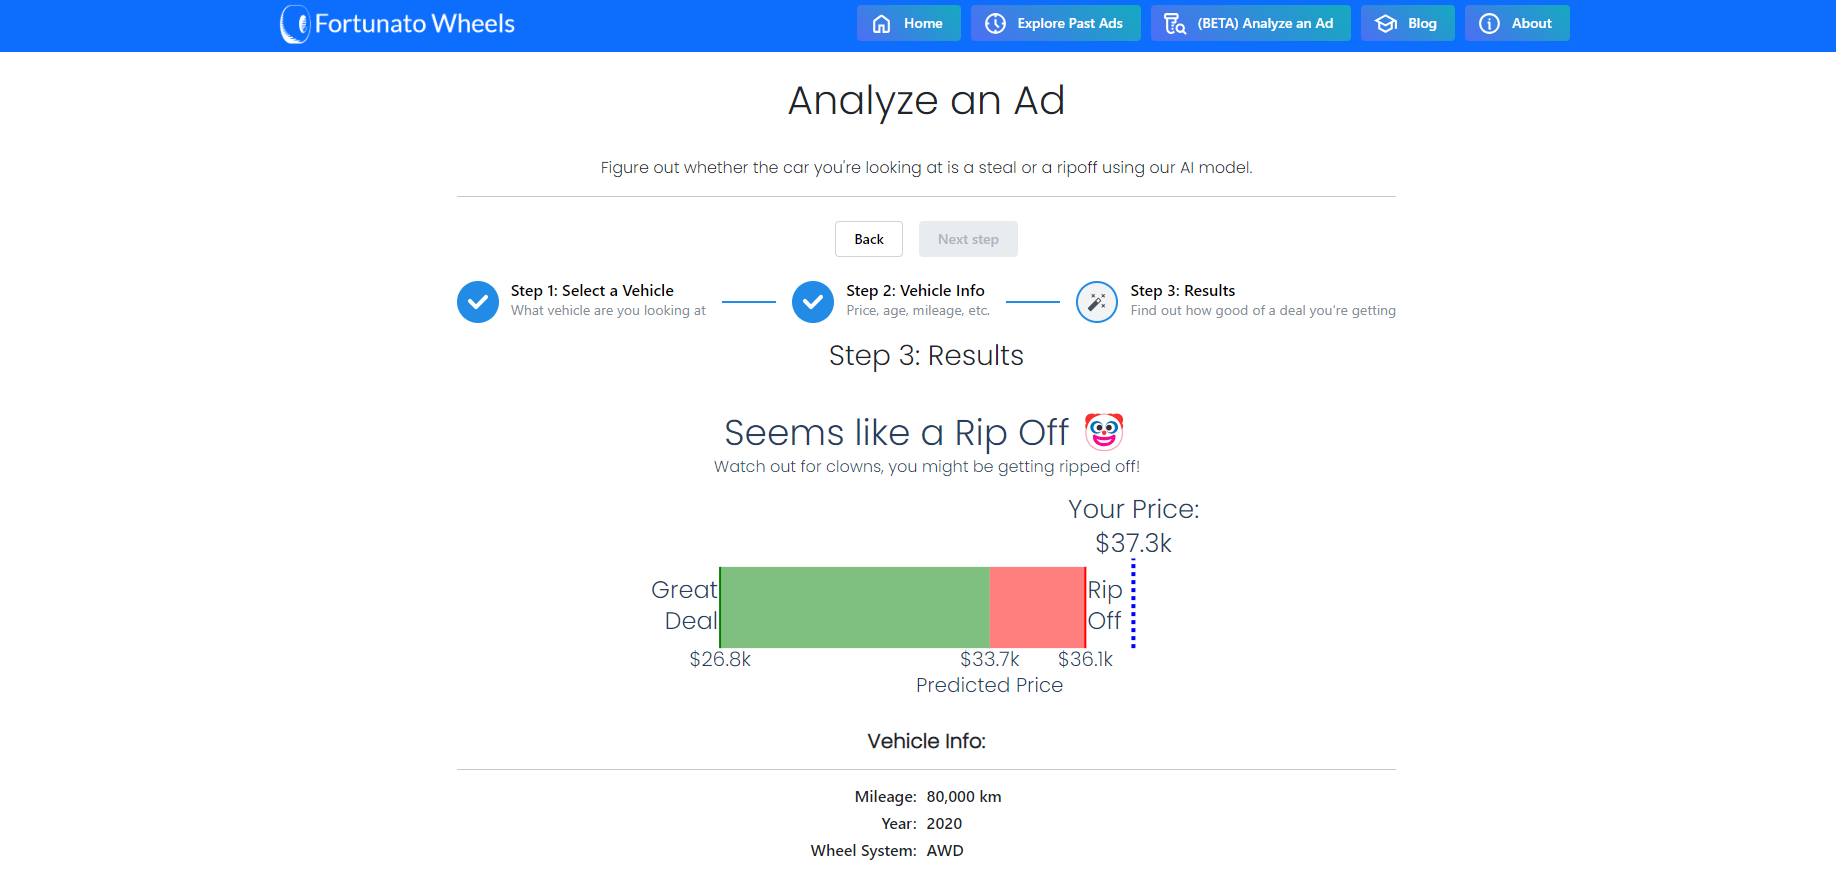 Fortunato Wheels
Home
Explore Past Ads
(BETA) Analyze an Ad
Blog
About
Analyze an Ad
Figure out whether the car you're looking at is a steal or a ripoff using our AI model.
Back
Next step
Step 1: Select a Vehicle
What vehicle are you looking at
Step 2: Vehicle Info
Price, age, mileage, etc.
Step 3: Results
Find out how good of a deal you're getting
Step 3: Results
Seems like a Rip Off 🤡
Watch out for clowns, you might be getting ripped off!
Your Price:
$37.3k
Great
Deal
Rip
Off
$26.8k
$33.7k
$36.1k
Predicted Price
Vehicle Info:
Mileage: 80,000 km
Year: 2020
Wheel System: AWD